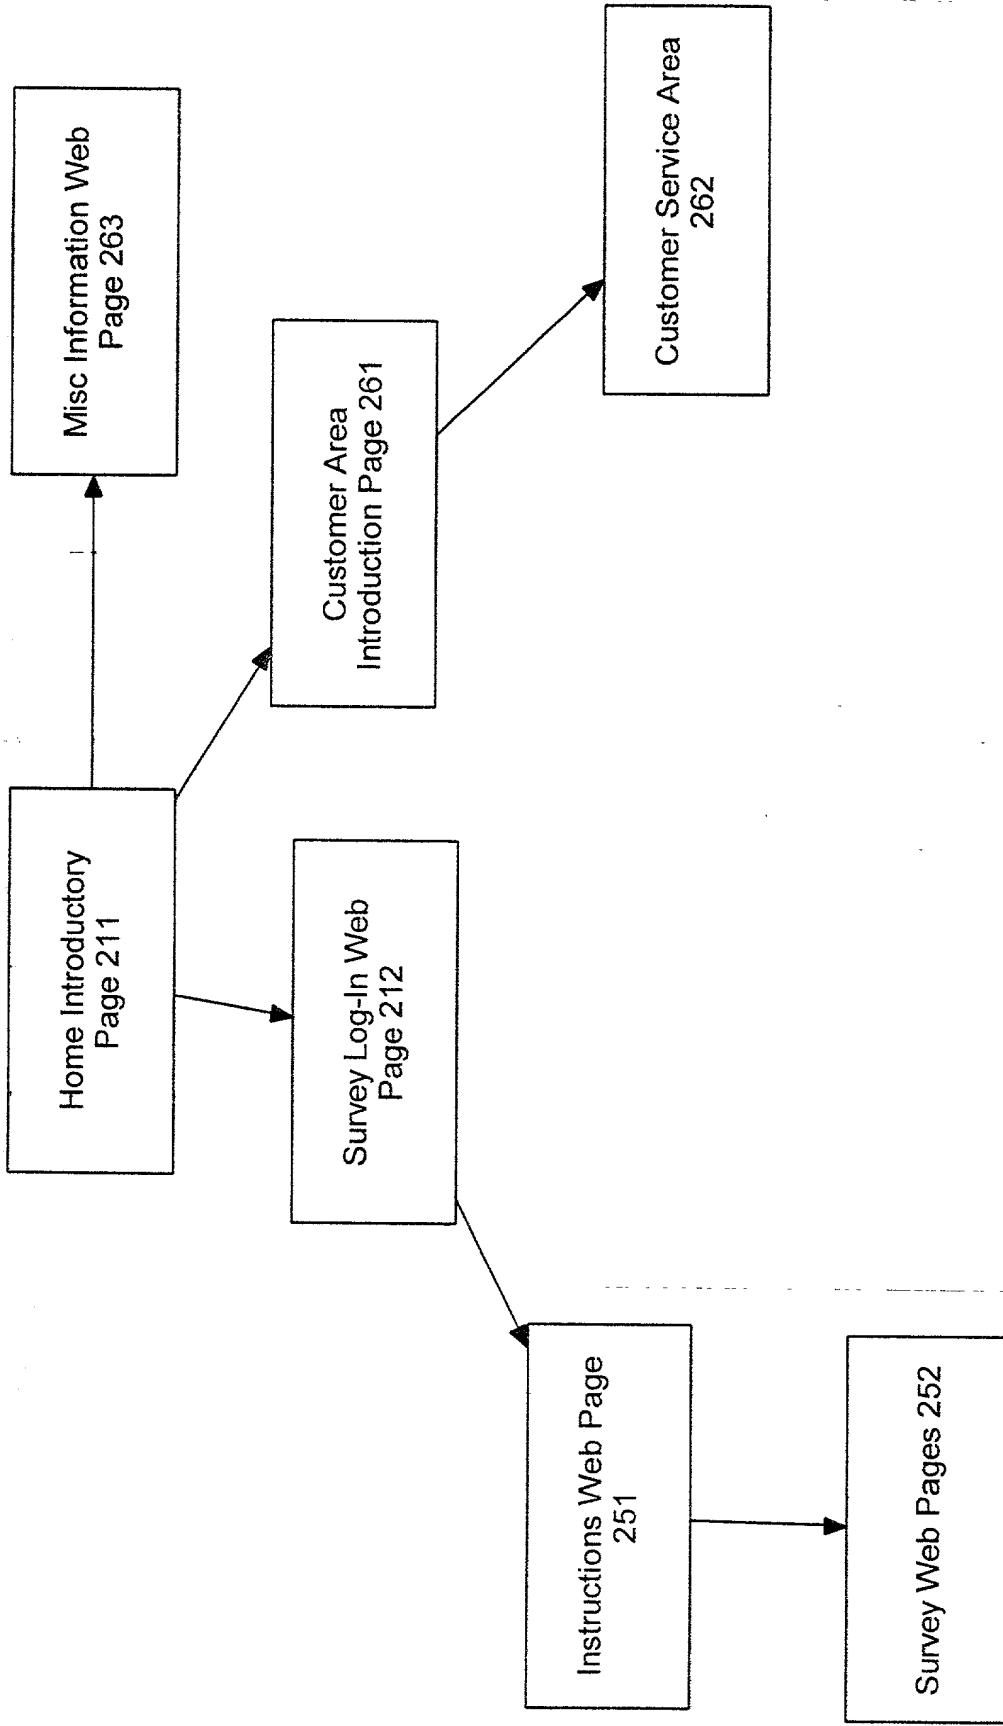 Home Introductory
Page 211
Misc Information Web
Page 263
Survey Log-In Web
Page 212
Customer Area
Introduction Page 261
Instructions Web Page
251
Customer Service Area
262
Survey Web Pages 252